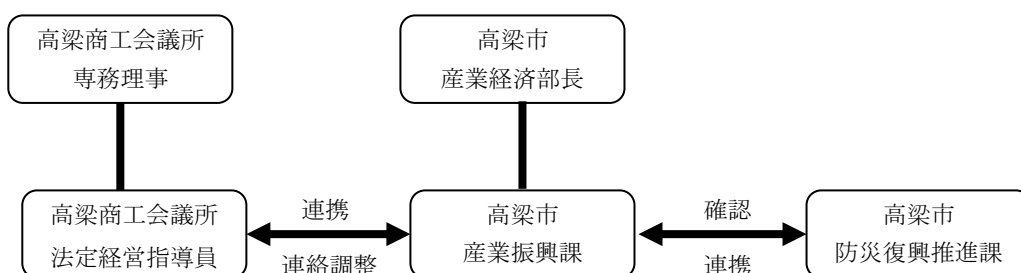 高梁商工会議所
専務理事
高梁市
産業経済部長
高梁商工会議所
法定経営指導員
連携
連絡調整
高梁市
産業振興課
確認
連携
高梁市
防災復興推進課